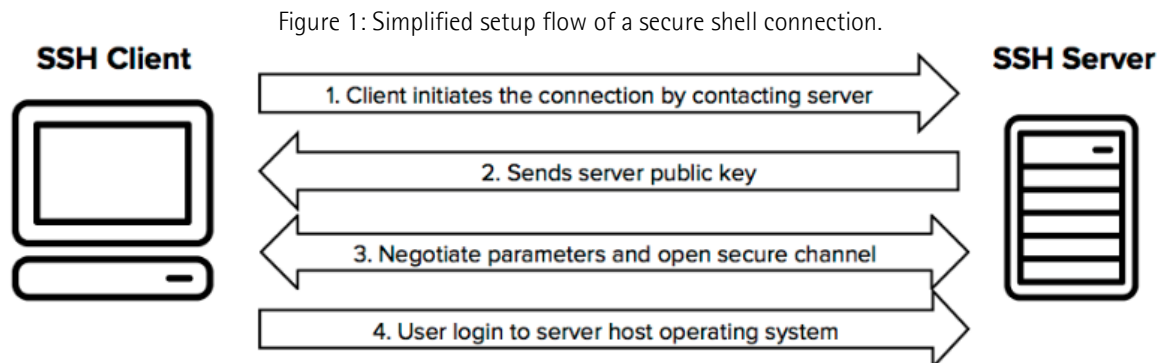 Figure 1: Simplified setup flow of a secure shell connection.
SSH Client
SSH Server
1. Client initiates the connection by contacting server
2. Sends server public key
3. Negotiate parameters and open secure channel
4. User login to server host operating system